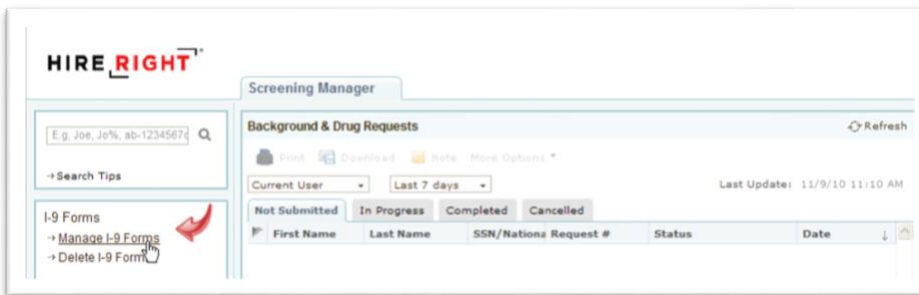 HIRE RIGHT
Screening Manager
E.g, Joe, Jo%, ab-1234567
Search Tips
I-9 Forms
Manage I-9 Forms
Delete I-9 Form
Background & Drug Requests
Refresh
Print Download Note More Options
Current User Last 7 days Last Update: 11/9/10 11:10 AM
Not Submitted In Progress Completed Cancelled
First Name Last Name SSN/Nationa Request # Status Date